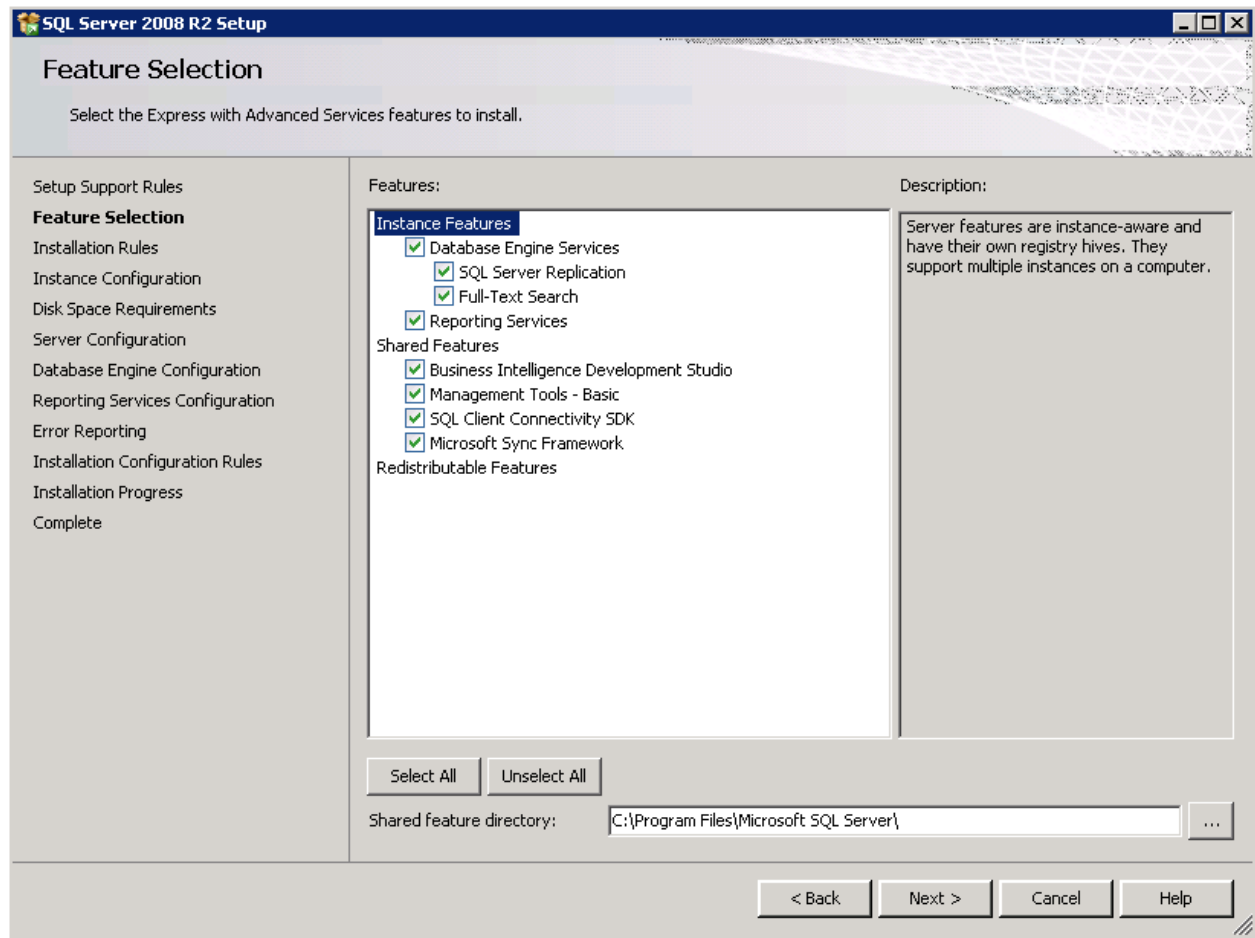 SQL Server 2008 R2 Setup
Feature Selection
Select the Express with Advanced Services features to install.
Setup Support Rules
Feature Selection
Installation Rules
Instance Configuration
Disk Space Requirements
Server Configuration
Database Engine Configuration
Reporting Services Configuration
Error Reporting
Installation Configuration Rules
Installation Progress
Complete
Features:
Instance Features
Database Engine Services
SQL Server Replication
Full-Text Search
Reporting Services
Shared Features
Business Intelligence Development Studio
Management Tools - Basic
SQL Client Connectivity SDK
Microsoft Sync Framework
Redistributable Features
Description:
Server features are instance-aware and
have their own registry hives. They
support multiple instances on a computer.
Select All
Unselect All
Shared feature directory:
C:\Program Files\Microsoft SQL Server\
...
< Back
Next >
Cancel
Help